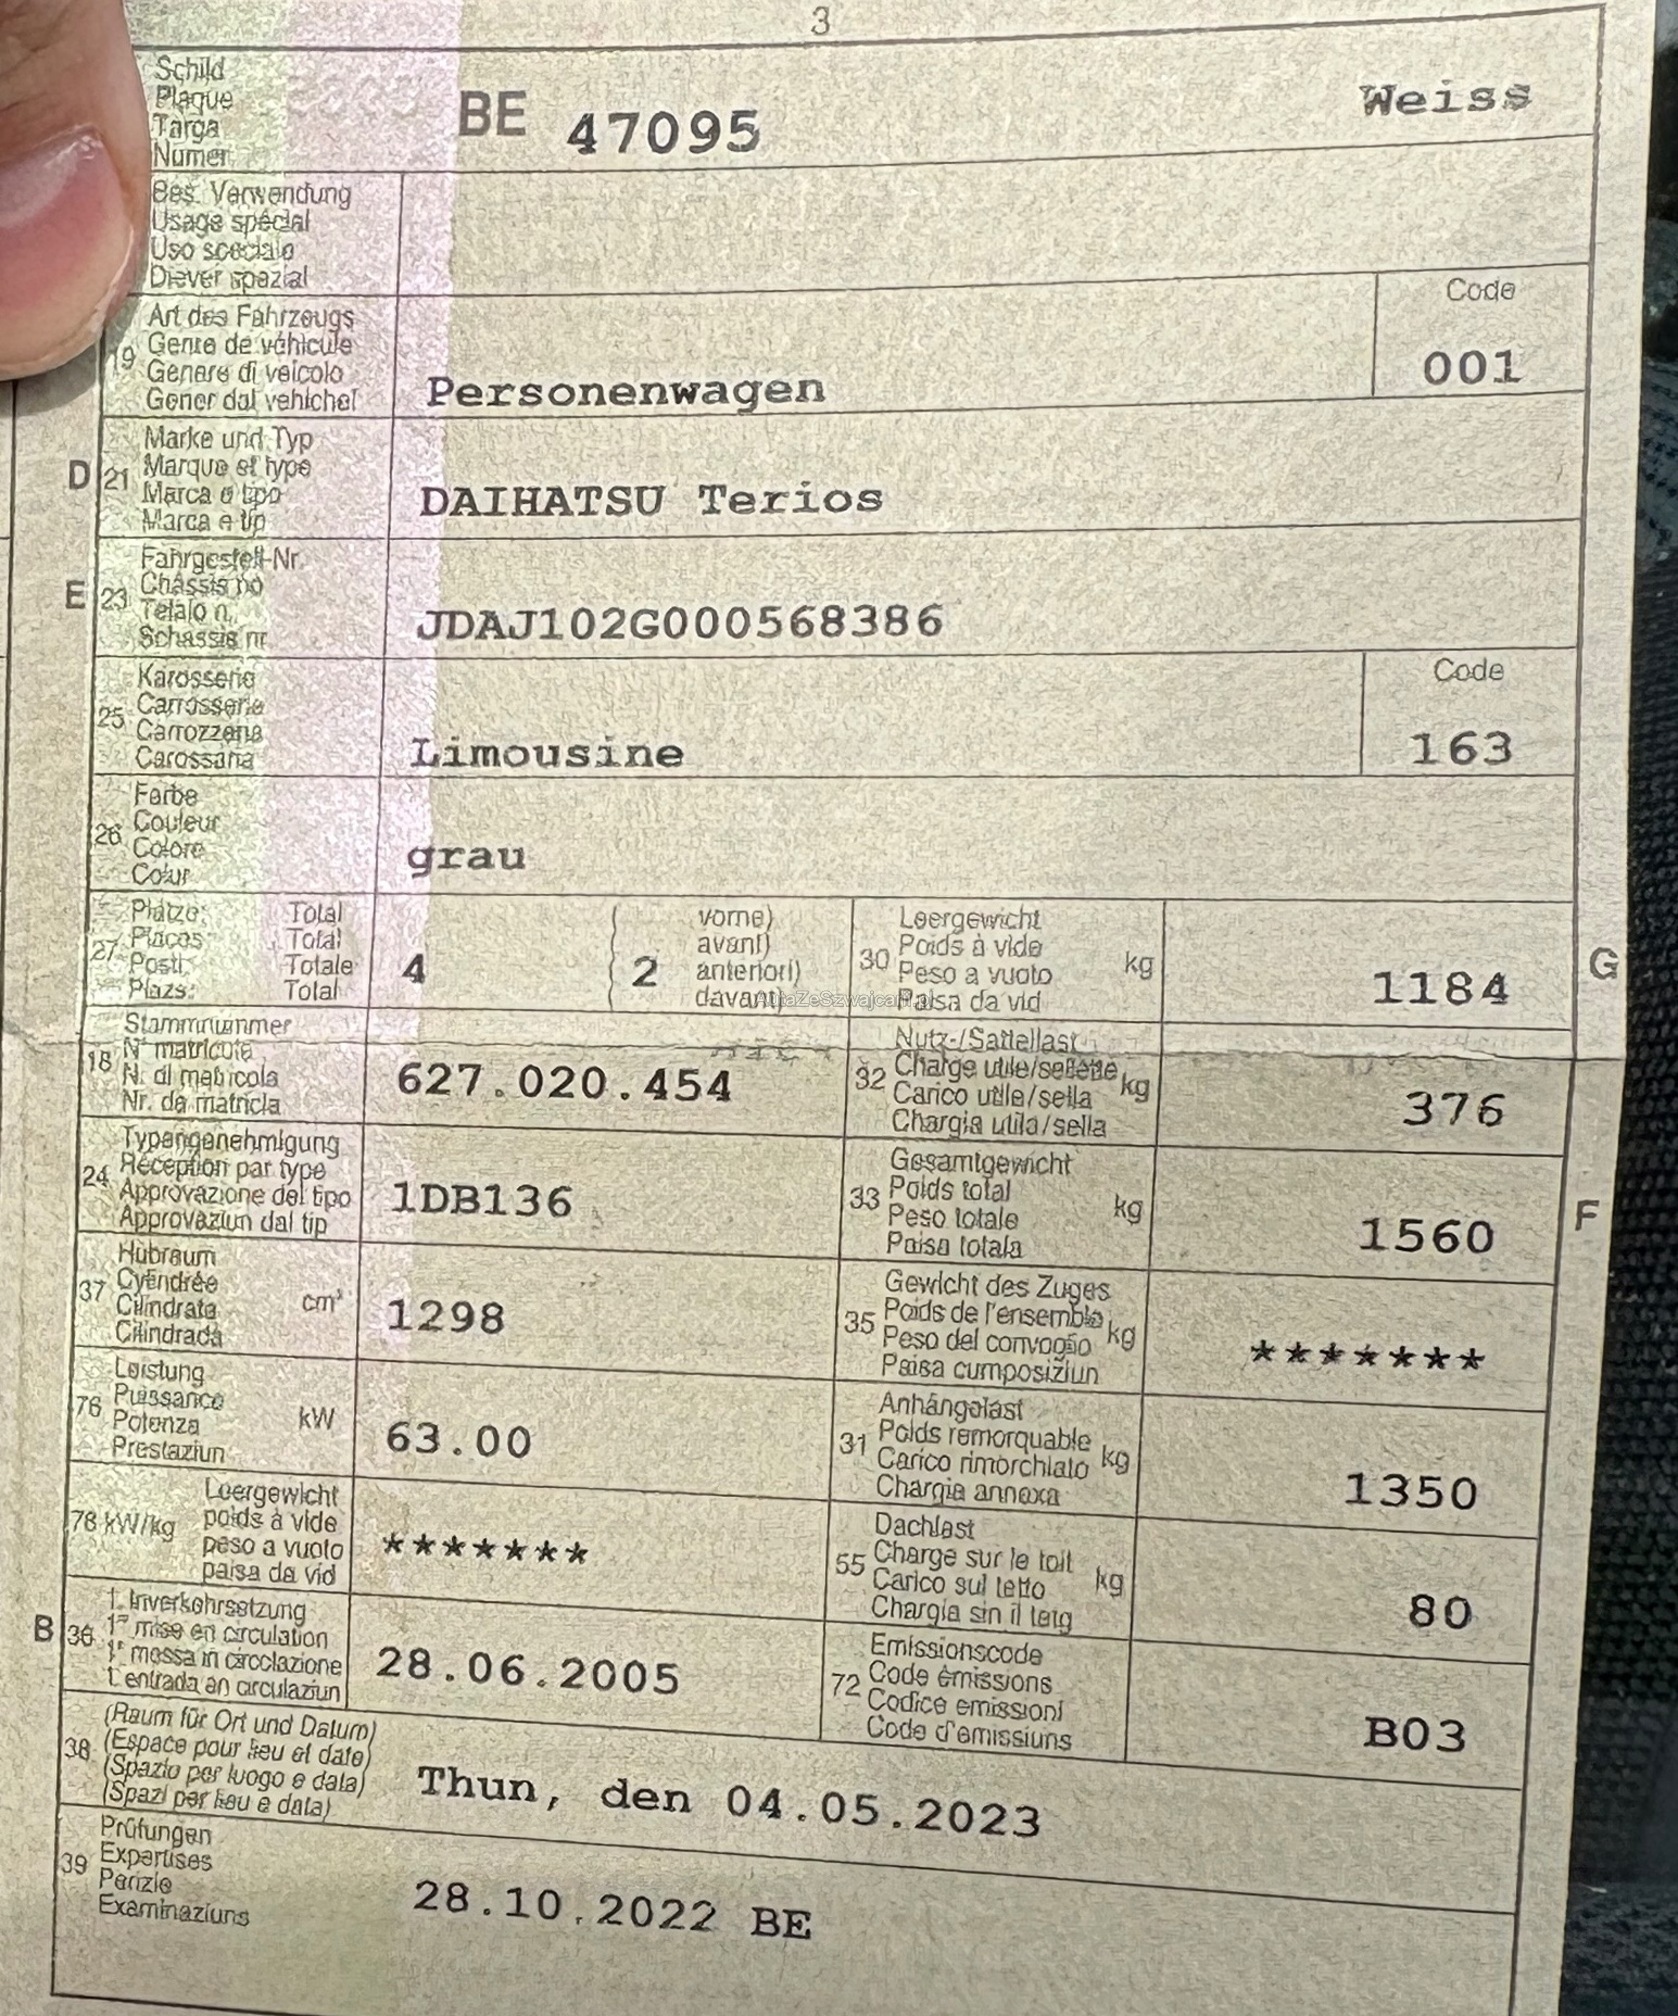 3
Schild
Plaque
Targa
Numer
BE 47095
Weiss
Bes. Verwendung
Usage spécial
Uso speciale
Diever spezial
19
Art des Fahrzeugs
Genre de véhicule
Genere di veicolo
Gener dal vehichel
Personenwagen
Code
001
D 21
Marke und Typ
Marque et type
Marca e tipo
Marca e tip
DAIHATSU Terios
E 23
Fahrgestell-Nr.
Châssis no
Telaio n.
Schassis nr.
JDAJ102G000568386
25
Karosserie
Carrosserie
Carrozzeria
Carossaria
Limousine
Code
163
26
Farbe
Couleur
Colore
Colur
grau
27
Plätze: Total
Places: Total
Posti: Totale
Plazs: Total
4 ( 2
vorne)
avant)
anteriori)
davant)
30
Leergewicht
Poids à vide
Peso a vuoto
Paisa da vid
kg
1184
G
AutaZeSzwajcarii.pl
18
Stammnummer
N° matricule
N. di matricola
Nr. da matricla
627.020.454
32
Nutz-/Sattellast
Charge utile/sellette
Carico utile/sella
Chargia utila/sella
kg
376
24
Typengenehmigung
Réception par type
Approvazione del tipo
Approvaziun dal tip
1DB136
33
Gesamtgewicht
Poids total
Peso totale
Paisa totala
kg
1560
F
37
Hubraum
Cylindrée
Cilindrata
Cilindrada
cm³
1298
35
Gewicht des Zuges
Poids de l'ensemble
Peso del convoglio
Paisa cumposiziun
kg
*******
76
Leistung
Puissance
Potenza
Prestaziun
kW
63.00
31
Anhängelast
Poids remorquable
Carico rimorchiato
Chargia annexa
kg
1350
78 kW/kg
Leergewicht
poids à vide
peso a vuoto
paisa da vid
*******
55
Dachlast
Charge sur le toit
Carico sul tetto
Chargia sin il tetg
kg
80
B 36
1. Inverkehrsetzung
1re mise en circulation
1a messa in circolazione
1. entrada en circulaziun
28.06.2005
72
Emissionscode
Code émissions
Codice emissioni
Code d'emissiuns
B03
38
(Raum für Ort und Datum)
(Espace pour lieu et date)
(Spazio per luogo e data)
(Spazi per lieu e data)
Thun, den 04.05.2023
39
Prüfungen
Expertises
Perizie
Examinaziuns
28.10.2022 BE